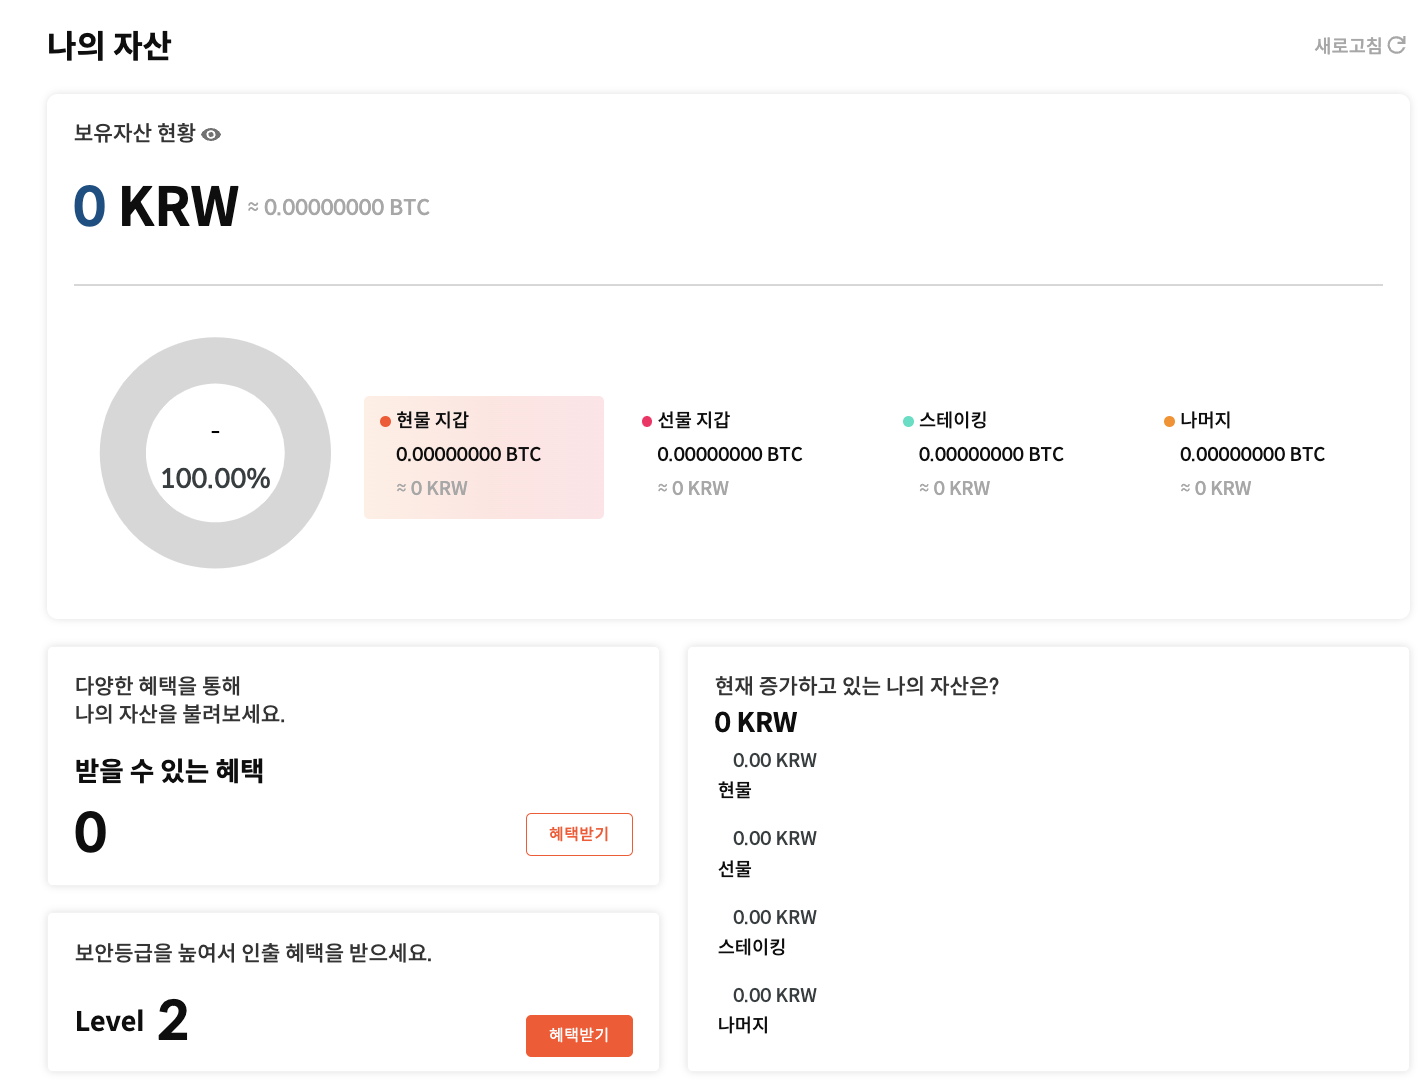 나의 자산
새로고침
보유자산 현황
0 KRW ≈ 0.00000000 BTC
-
100.00%
현물 지갑
0.00000000 BTC
≈ 0 KRW
선물 지갑
0.00000000 BTC
≈ 0 KRW
스테이킹
0.00000000 BTC
≈ 0 KRW
나머지
0.00000000 BTC
≈ 0 KRW
다양한 혜택을 통해
나의 자산을 불려보세요.
받을 수 있는 혜택
0
혜택받기
보안등급을 높여서 인출 혜택을 받으세요.
Level 2
혜택받기
현재 증가하고 있는 나의 자산은?
0 KRW
0.00 KRW
현물
0.00 KRW
선물
0.00 KRW
스테이킹
0.00 KRW
나머지